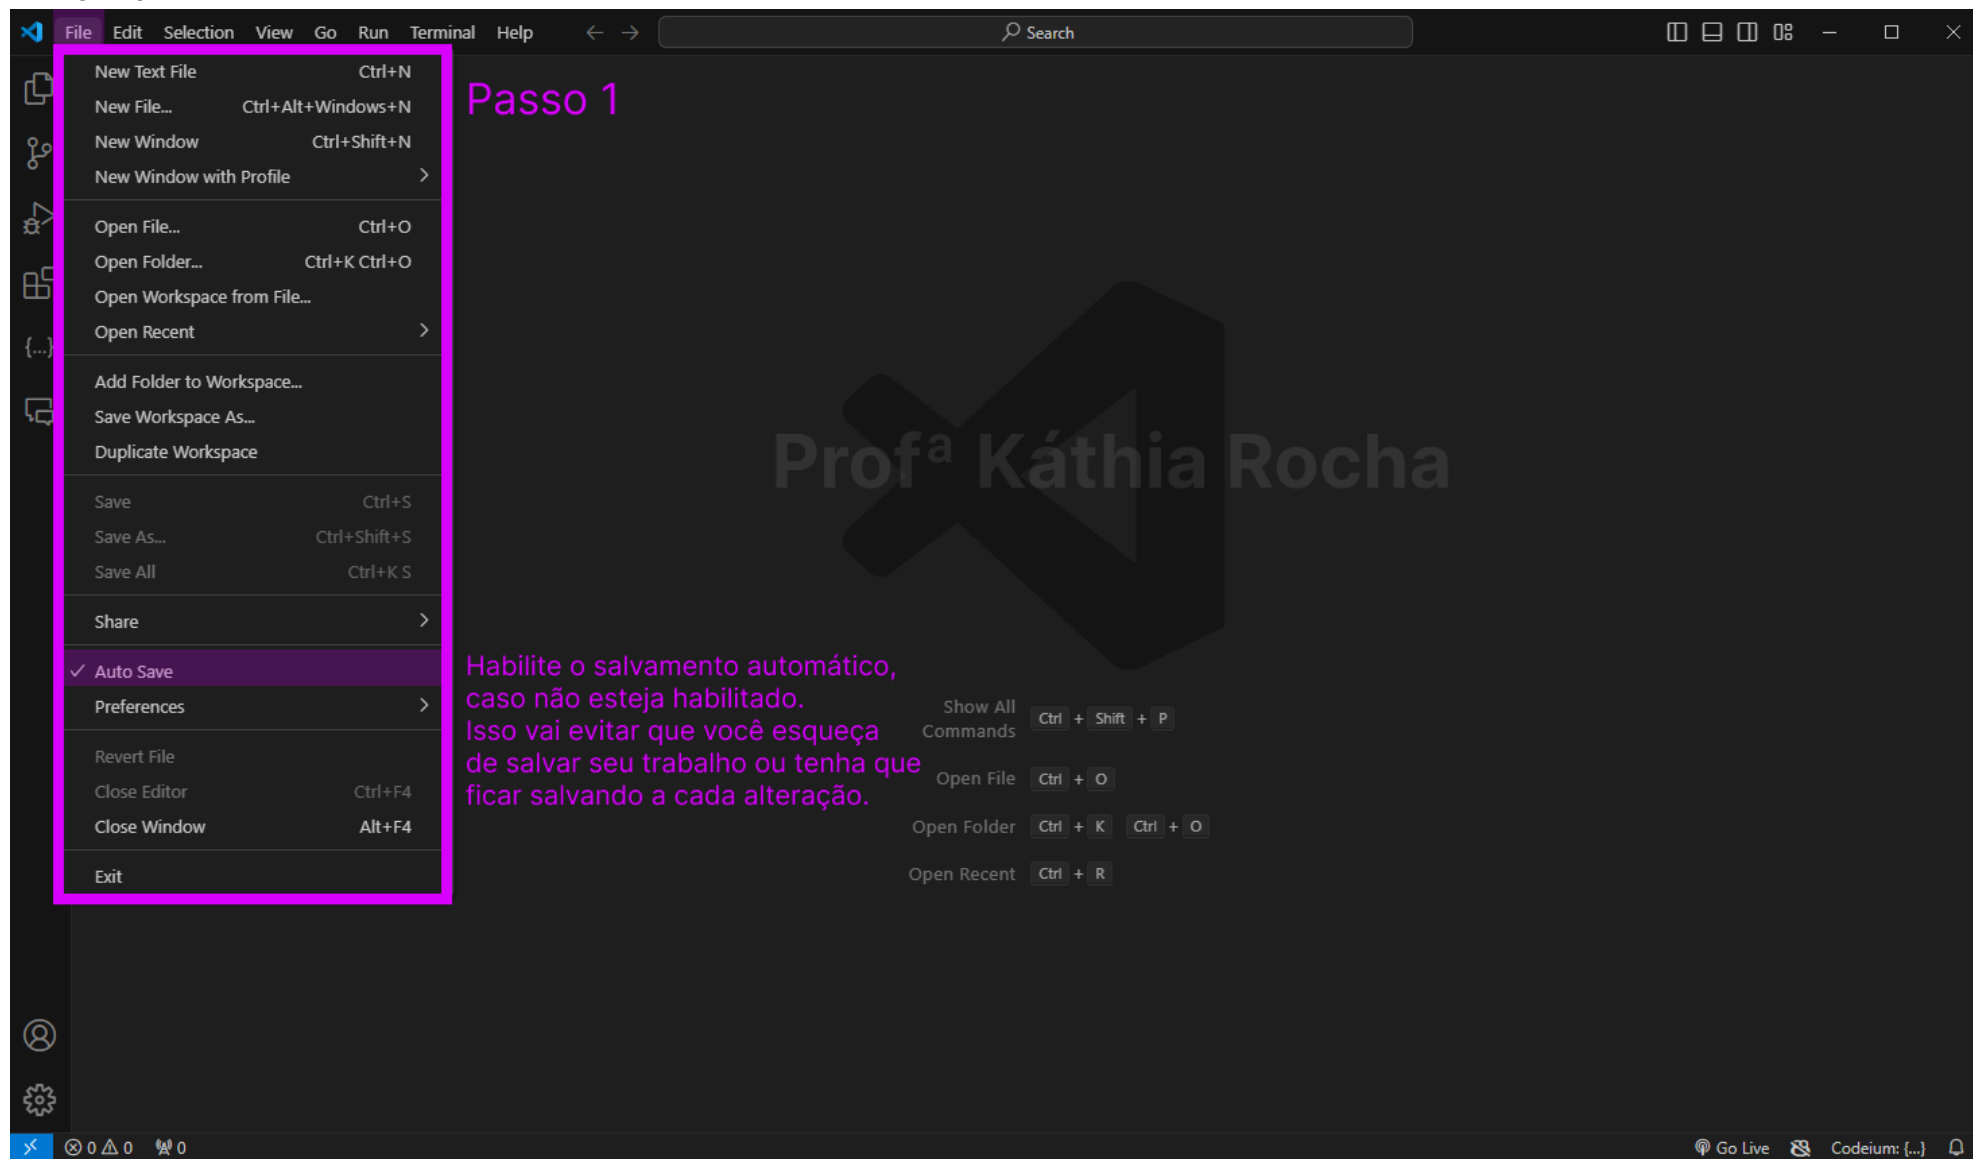 File Edit Selection View Go Run Terminal Help Search
New Text File Ctrl+N
New File... Ctrl+Alt+Windows+N
New Window Ctrl+Shift+N
New Window with Profile
Open File... Ctrl+O
Open Folder... Ctrl+K Ctrl+O
Open Workspace from File...
Open Recent
Add Folder to Workspace...
Save Workspace As...
Duplicate Workspace
Save Ctrl+S
Save As... Ctrl+Shift+S
Save All Ctrl+K S
Share
Auto Save
Preferences
Revert File
Close Editor Ctrl+F4
Close Window Alt+F4
Exit
Passo 1
Profª Káthia Rocha
Habilite o salvamento automático,
caso não esteja habilitado.
Isso vai evitar que você esqueça
de salvar seu trabalho ou tenha que
ficar salvando a cada alteração.
Show All
Commands Ctrl + Shift + P
Open File Ctrl + O
Open Folder Ctrl + K Ctrl + O
Open Recent Ctrl + R
{...}
0 0 0 Go Live Codeium: {...}